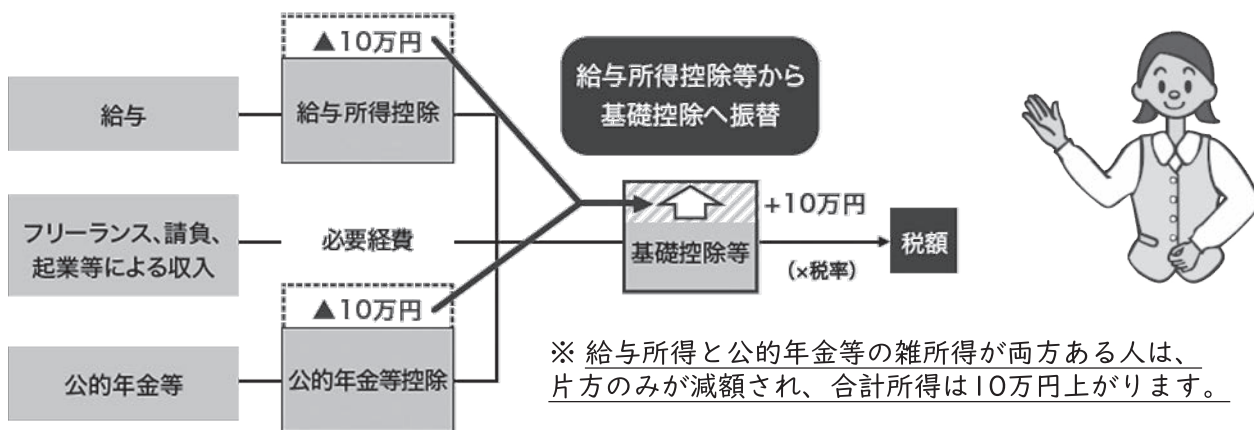 ▲10万円
給与
給与所得控除
給与所得控除等から
基礎控除へ振替
フリーランス、請負、
起業等による収入
必要経費
+10万円
基礎控除等
(×税率)
税額
▲10万円
公的年金等
公的年金等控除
※ 給与所得と公的年金等の雑所得が両方ある人は、
片方のみが減額され、合計所得は10万円上がります。